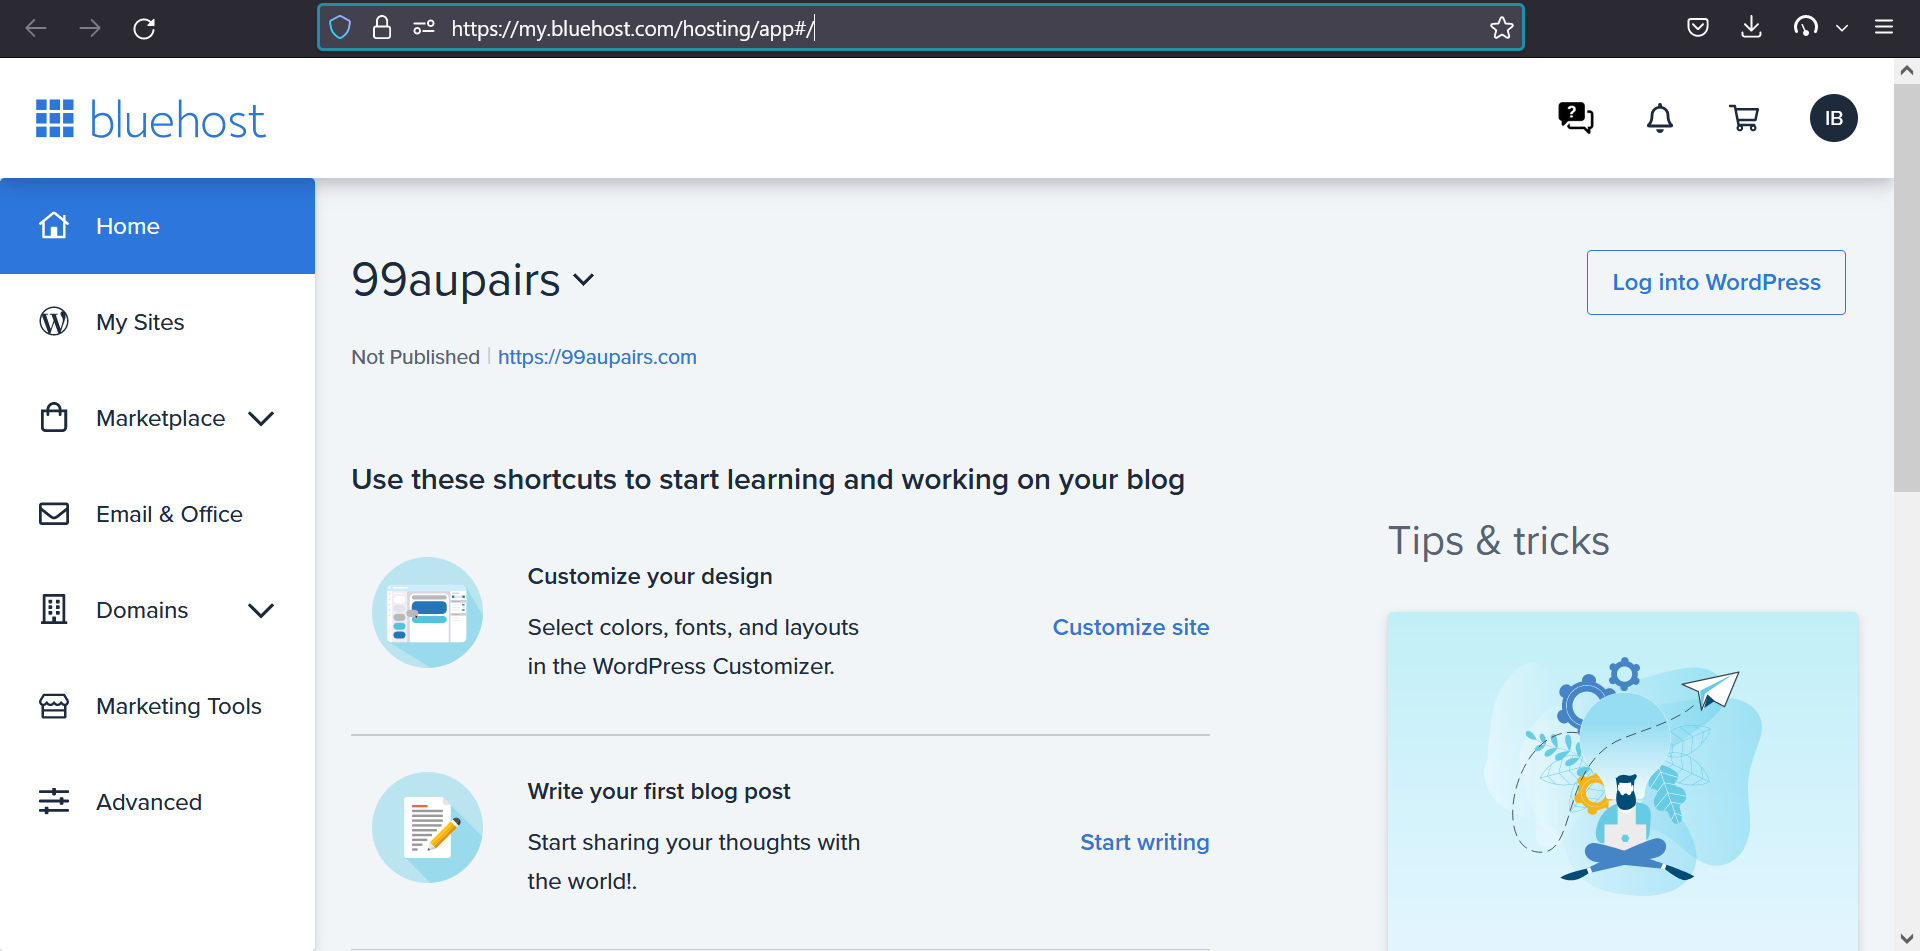 https://my.bluehost.com/hosting/app#/
bluehost
?
IB
Home
My Sites
Marketplace
Email & Office
Domains
Marketing Tools
Advanced
99aupairs
Log into WordPress
Not Published
https://99aupairs.com
Use these shortcuts to start learning and working on your blog
Customize your design
Select colors, fonts, and layouts
in the WordPress Customizer.
Customize site
Write your first blog post
Start sharing your thoughts with
the world!.
Start writing
Tips & tricks